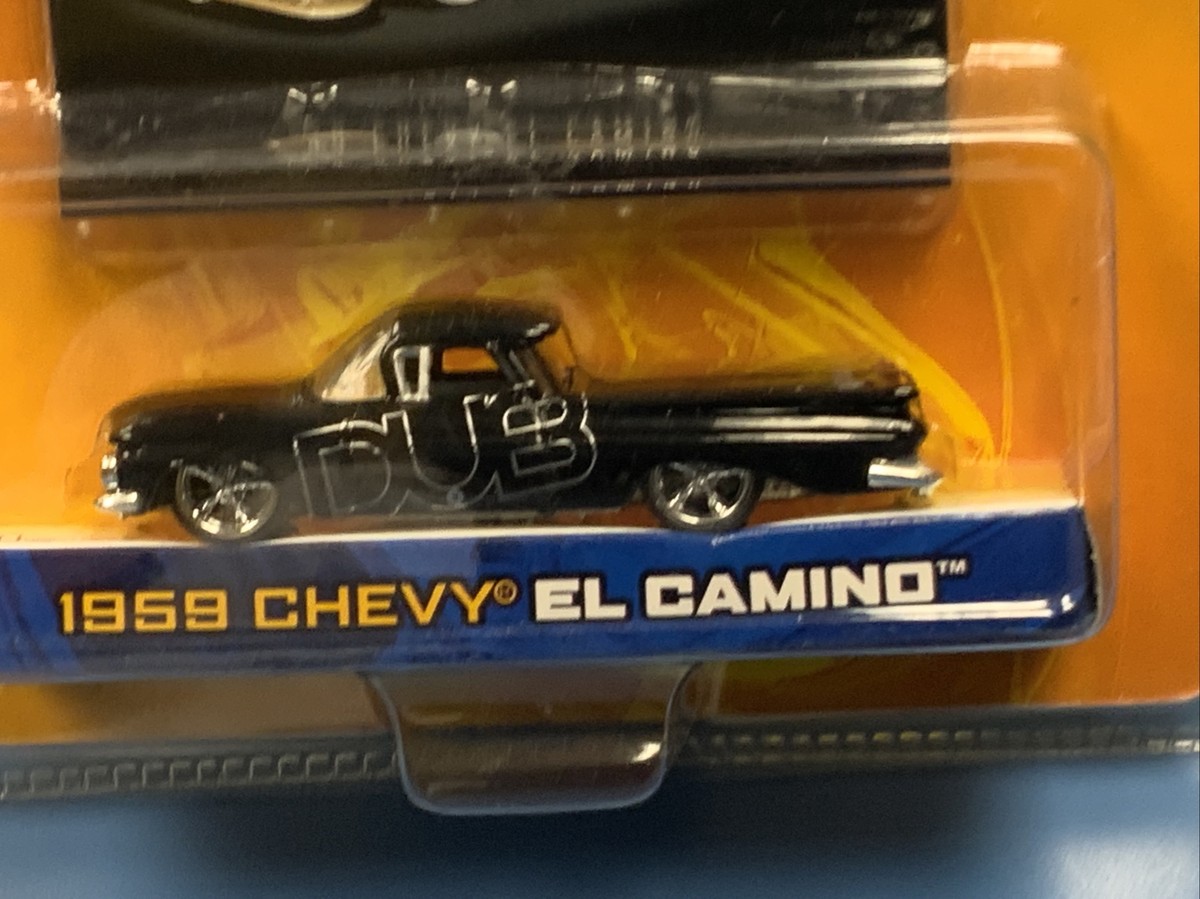 DUB
1959 CHEVY® EL CAMINO™